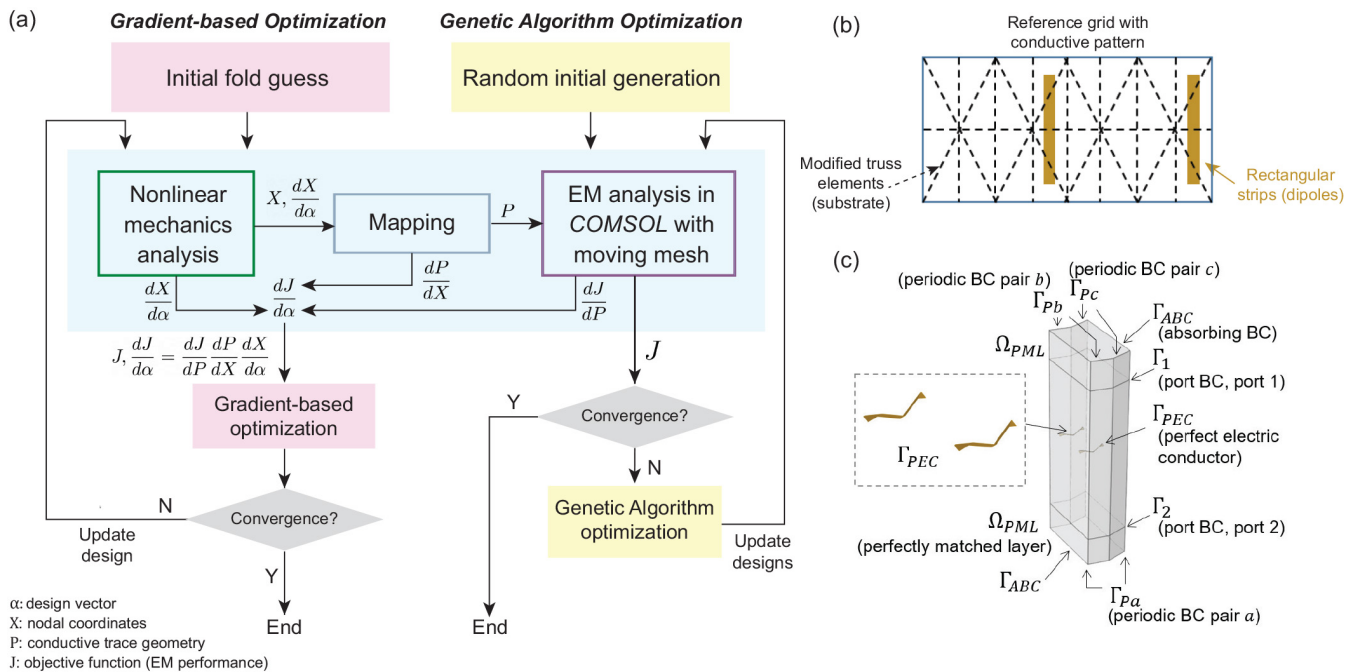 (a)
Gradient-based Optimization
Genetic Algorithm Optimization
Initial fold guess
Random initial generation
Nonlinear
mechanics
analysis
X, dX/dα
Mapping
P
EM analysis in
COMSOL with
moving mesh
dX/dα
dJ/dα
dP/dX
dJ/dP
J, dJ/dα = dJ/dP dP/dX dX/dα
J
Gradient-based
optimization
Convergence?
Y
N
Genetic Algorithm
optimization
Convergence?
N
Update
design
Y
Update
designs
End
End
α: design vector
X: nodal coordinates
P: conductive trace geometry
J: objective function (EM performance)
(b)
Reference grid with
conductive pattern
Modified truss
elements
(substrate)
Rectangular
strips (dipoles)
(c)
(periodic BC pair b)
(periodic BC pair c)
Γ_Pb
Γ_Pc
Γ_ABC
(absorbing BC)
Ω_PML
Γ_1
(port BC, port 1)
Γ_PEC
(perfect electric
conductor)
Γ_PEC
Γ_2
(port BC, port 2)
Ω_PML
(perfectly matched layer)
Γ_ABC
Γ_Pa
(periodic BC pair a)